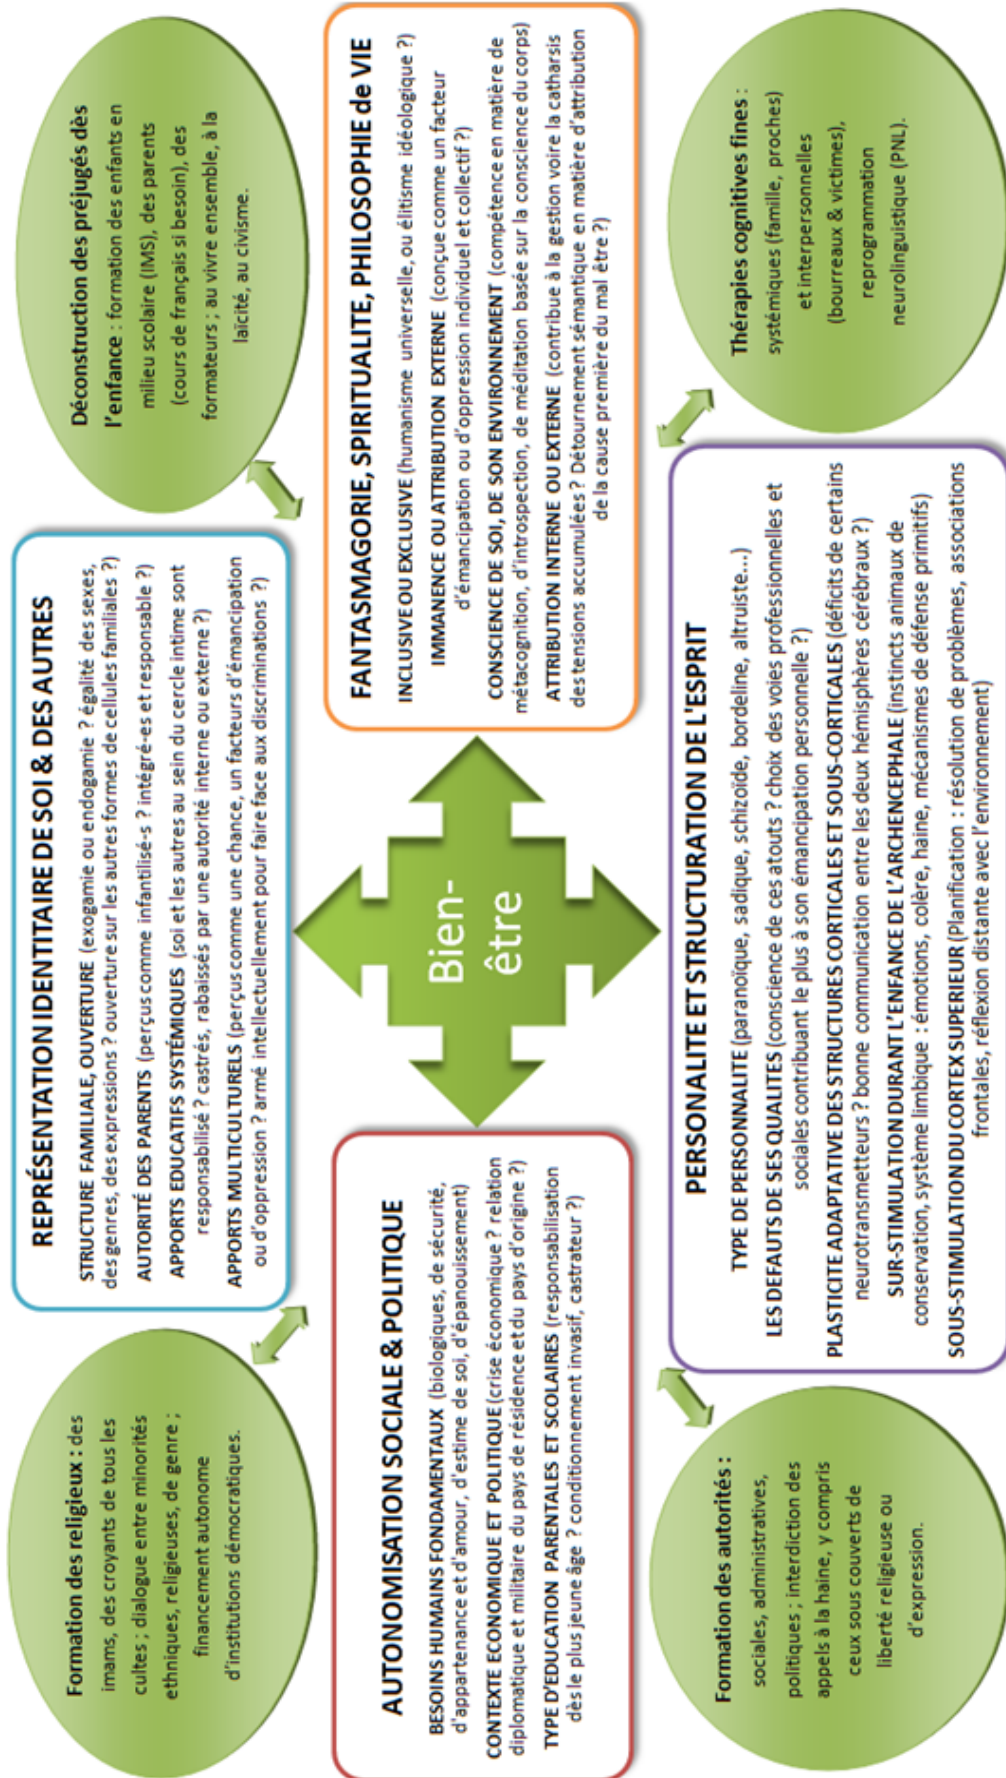 Formation des religieux : des
imams, des croyants de tous les
cultes ; dialogue entre minorités
ethniques, religieuses, de genre ;
financement autonome
d'institutions démocratiques.
REPRÉSENTATION IDENTITAIRE DE SOI & DES AUTRES
STRUCTURE FAMILIALE, OUVERTURE (exogamie ou endogamie ? égalité des sexes,
des genres, des expressions ? ouverture sur les autres formes de cellules familiales ?)
AUTORITÉ DES PARENTS (perçus comme infantilisé-s ? intégré-es et responsable ?)
APPORTS EDUCATIFS SYSTÉMIQUES (soi et les autres au sein du cercle intime sont
responsabilisé ? castrés, rabaissés par une autorité interne ou externe ?)
APPORTS MULTICULTURELS (perçus comme une chance, un facteurs d'émancipation
ou d'oppression ? armé intellectuellement pour faire face aux discriminations ?)
Déconstruction des préjugés dès
l'enfance : formation des enfants en
milieu scolaire (IMS), des parents
(cours de français si besoin), des
formateurs ; au vivre ensemble, à la
laïcité, au civisme.
AUTONOMISATION SOCIALE & POLITIQUE
BESOINS HUMAINS FONDAMENTAUX (biologiques, de sécurité,
d'appartenance et d'amour, d'estime de soi, d'épanouissement)
CONTEXTE ECONOMIQUE ET POLITIQUE (crise économique ? relation
diplomatique et militaire du pays de résidence et du pays d'origine ?)
TYPE D'EDUCATION PARENTALES ET SCOLAIRES (responsabilisation
dès le plus jeune âge ? conditionnement invasif, castrateur ?)
Bien-
être
FANTASMAGORIE, SPIRITUALITE, PHILOSOPHIE de VIE
INCLUSIVE OU EXCLUSIVE (humanisme universelle, ou élitisme idéologique ?)
IMMANENCE OU ATTRIBUTION EXTERNE (conçue comme un facteur
d'émancipation ou d'oppression individuel et collectif ?)
CONSCIENCE DE SOI, DE SON ENVIRONNEMENT (compétence en matière de
métacognition, d'introspection, de méditation basée sur la conscience du corps)
ATTRIBUTION INTERNE OU EXTERNE (contribue à la gestion voire la catharsis
des tensions accumulées ? Détournement sémantique en matière d'attribution
de la cause première du mal être ?)
Formation des autorités :
sociales, administratives,
politiques ; interdiction des
appels à la haine, y compris
ceux sous couverts de
liberté religieuse ou
d'expression.
PERSONALITE ET STRUCTURATION DE L'ESPRIT
TYPE DE PERSONNALITE (paranoïque, sadique, schizoïde, bordeline, altruiste...)
LES DEFAUTS DE SES QUALITES (conscience de ces atouts ? choix des voies professionnelles et
sociales contribuant le plus à son émancipation personnelle ?)
PLASTICITE ADAPTATIVE DES STRUCTURES CORTICALES ET SOUS-CORTICALES (déficits de certains
neurotransmetteurs ? bonne communication entre les deux hémisphères cérébraux ?)
SUR-STIMULATION DURANT L'ENFANCE DE L'ARCHENCEPHALE (instincts animaux de
conservation, système limbique : émotions, colère, haine, mécanismes de défense primitifs)
SOUS-STIMULATION DU CORTEX SUPERIEUR (Planification : résolution de problèmes, associations
frontales, réflexion distante avec l'environnement)
Thérapies cognitives fines :
systémiques (famille, proches)
et interpersonnelles
(bourreaux & victimes),
reprogrammation
neurolinguistique (PNL).